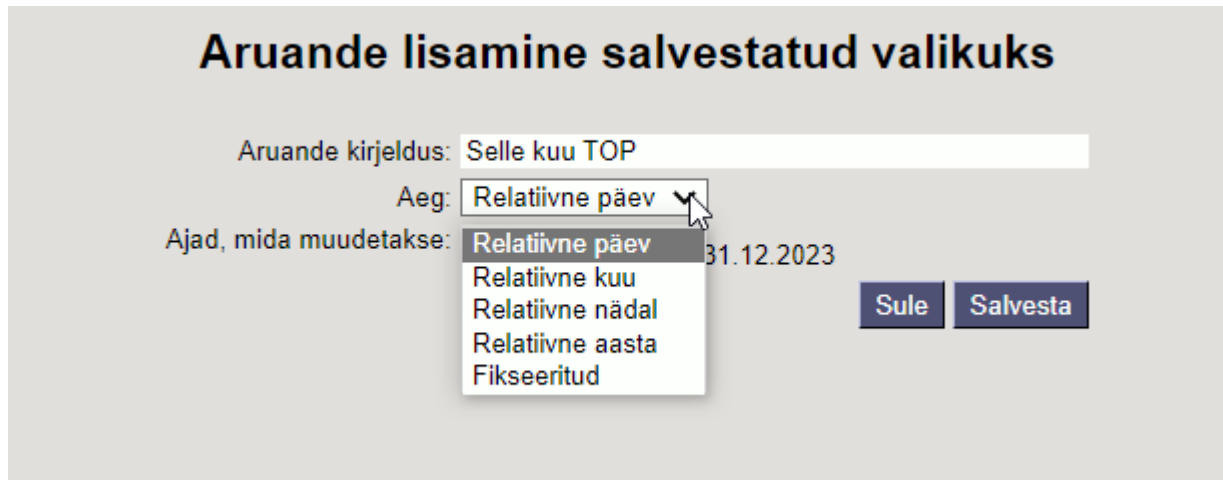 Aruande lisamine salvestatud valikuks
Aruande kirjeldus: Selle kuu TOP
Aeg: Relatiivne päev
Ajad, mida muudetakse: 31.12.2023
Relatiivne päev
Relatiivne kuu
Relatiivne nädal
Relatiivne aasta
Fikseeritud
Sule Salvesta